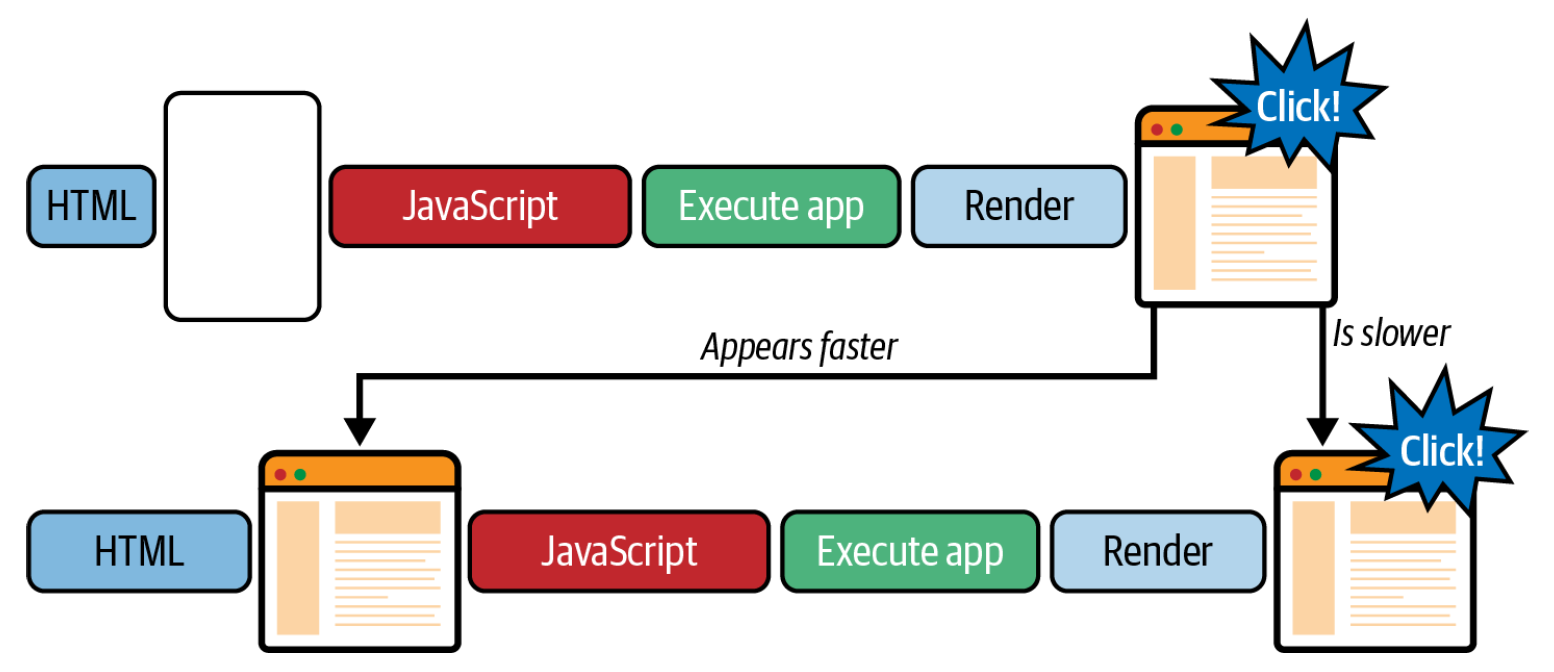 Click!
HTML
JavaScript
Execute app
Render
Appears faster
Is slower
Click!
HTML
JavaScript
Execute app
Render